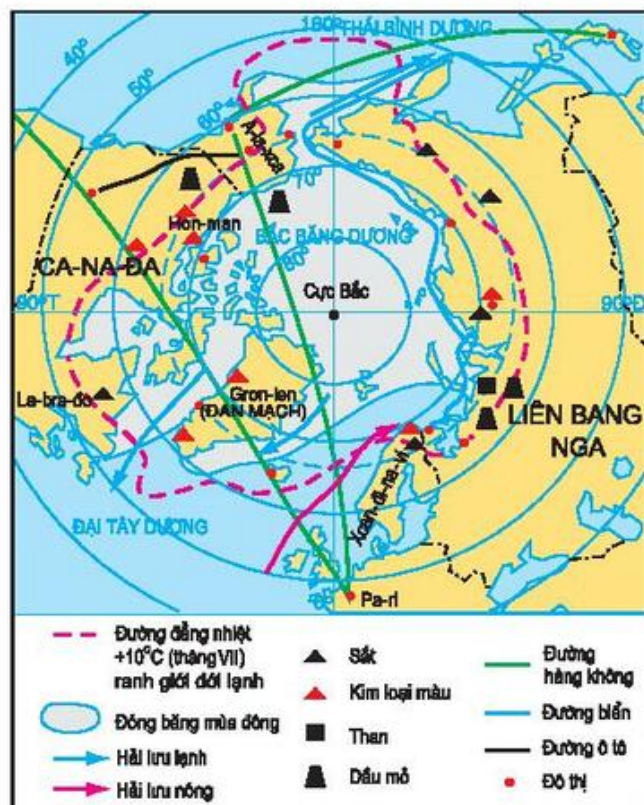 180°
THÁI BÌNH DƯƠNG
40°
50°
60°
A-la-xca
70°
Hon-man
BẮC BĂNG DƯƠNG
80°
CA-NA-ĐA
Cực Bắc
90°T
90°Đ
La-bra-đo
Gron-len
(ĐAN MẠCH)
LIÊN BANG
NGA
Xcan-đi-na-vi
ĐẠI TÂY DƯƠNG
Pa-ri
Đường đẳng nhiệt
+10°C (tháng VII)
ranh giới đới lạnh
Đóng băng mùa đông
Hải lưu lạnh
Hải lưu nóng
Sắt
Kim loại màu
Than
Dầu mỏ
Đường
hàng không
Đường biển
Đường ô tô
Đô thị